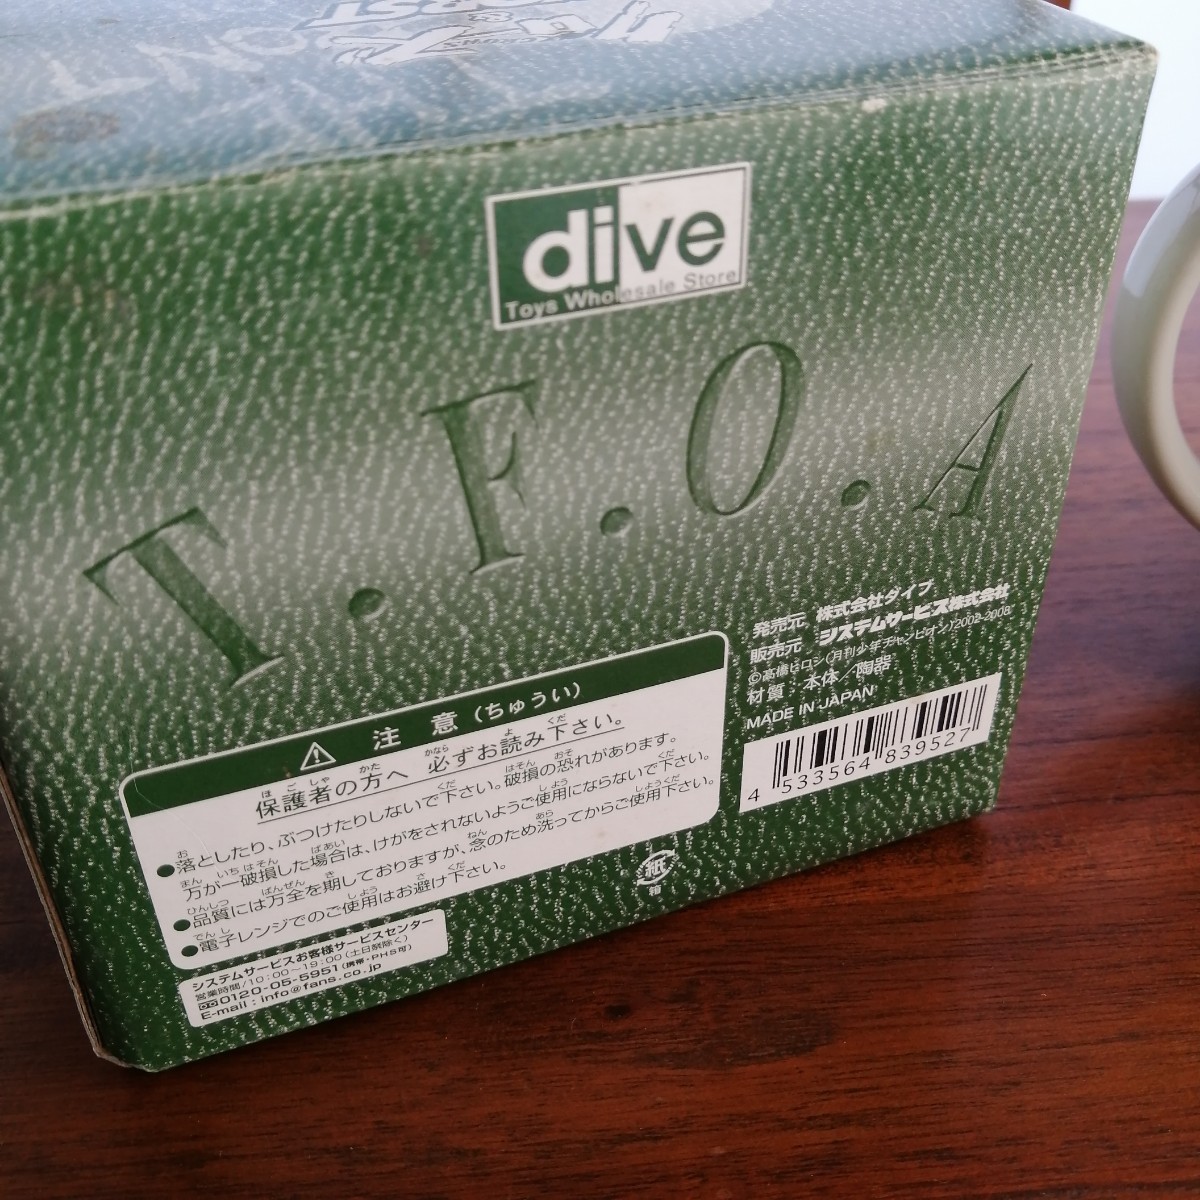 dive
Toys Wholesale Store
T.F.O.A
発売元 株式会社ダイブ
販売元 システムサービス株式会社
©高橋ヒロシ(月刊少年チャンピオン)2002-2008
材質:本体/陶器
MADE IN JAPAN
4 533564 839527
注意(ちゅうい)
保護者の方へ 必ずお読み下さい。
●落としたり、ぶつけたりしないで下さい。破損の恐れがあります。
万が一破損した場合は、けがをされないようご使用にならないで下さい。
●品質には万全を期しておりますが、念のため洗ってからご使用下さい。
●電子レンジでのご使用はお避け下さい。
紙
箱
システムサービスお客様サービスセンター
営業時間/10:00〜19:00(土日祭除く)
0120-05-5951(携帯・PHS可)
E-mail:info@fans.co.jp